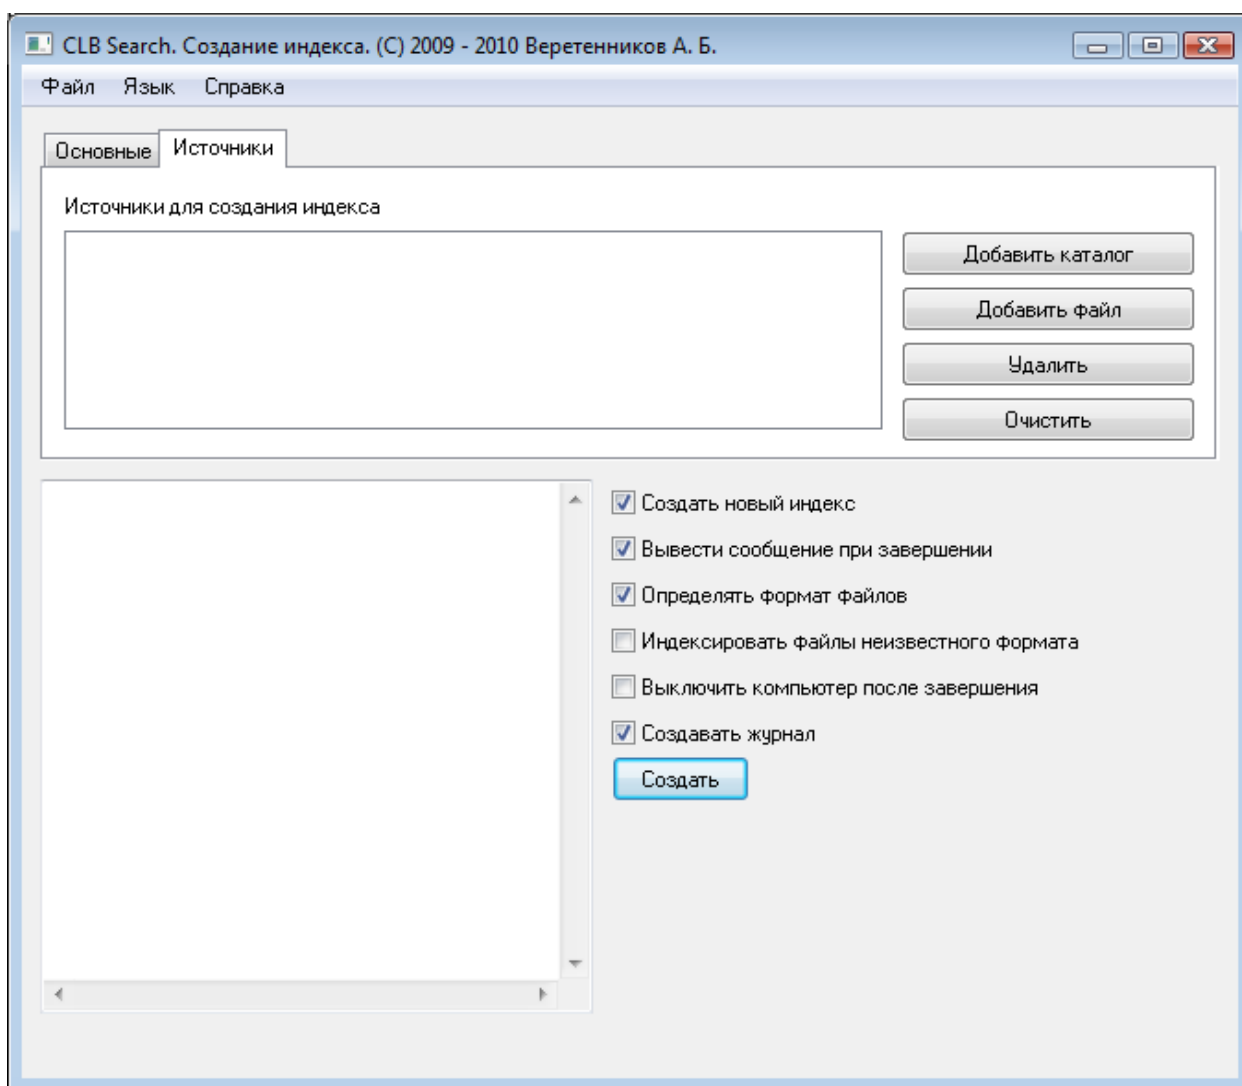 CLB Search. Создание индекса. (C) 2009 - 2010 Веретенников А. Б.
Файл Язык Справка
Основные Источники
Источники для создания индекса
Добавить каталог
Добавить файл
Удалить
Очистить
Создать новый индекс
Вывести сообщение при завершении
Определять формат файлов
Индексировать файлы неизвестного формата
Выключить компьютер после завершения
Создавать журнал
Создать